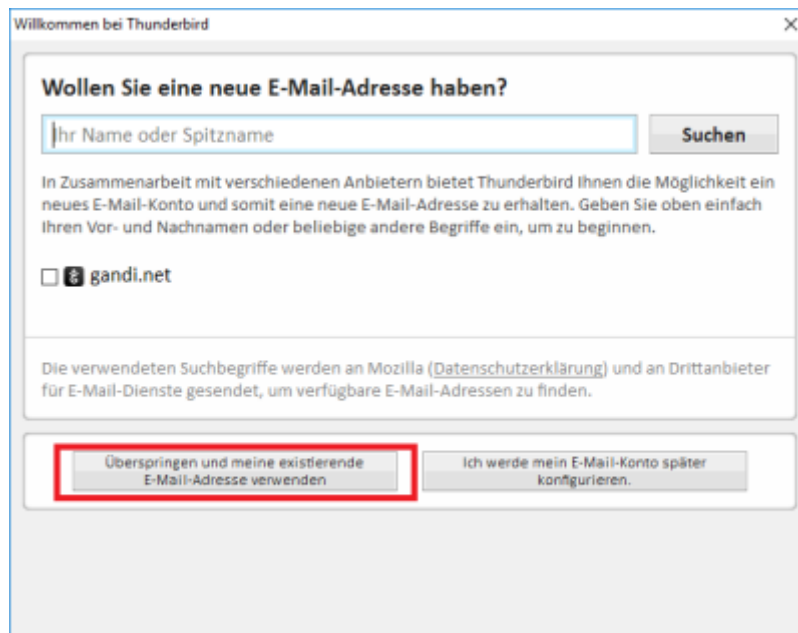 Willkommen bei Thunderbird
Wollen Sie eine neue E-Mail-Adresse haben?
Ihr Name oder Spitzname
Suchen
In Zusammenarbeit mit verschiedenen Anbietern bietet Thunderbird Ihnen die Möglichkeit ein
neues E-Mail-Konto und somit eine neue E-Mail-Adresse zu erhalten. Geben Sie oben einfach
Ihren Vor- und Nachnamen oder beliebige andere Begriffe ein, um zu beginnen.
gandi.net
Die verwendeten Suchbegriffe werden an Mozilla (Datenschutzerklärung) und an Drittanbieter
für E-Mail-Dienste gesendet, um verfügbare E-Mail-Adressen zu finden.
Überspringen und meine existierende
E-Mail-Adresse verwenden
Ich werde mein E-Mail-Konto später
konfigurieren.